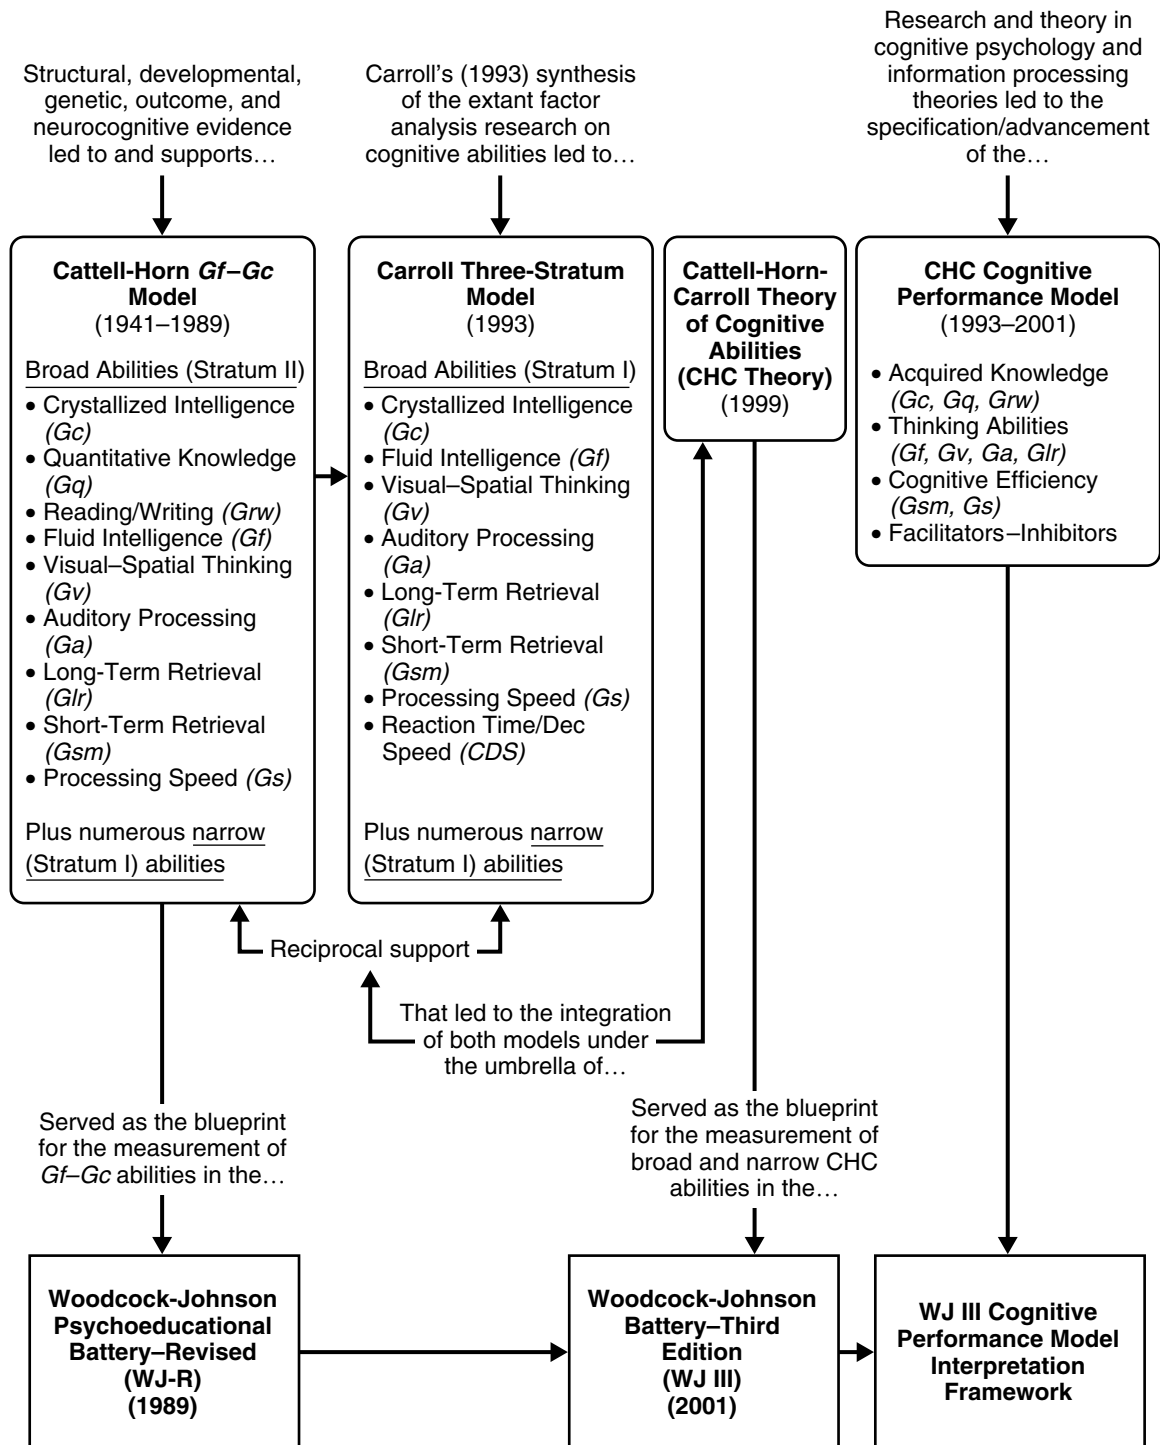 Structural, developmental,
genetic, outcome, and
neurocognitive evidence
led to and supports…
Carroll's (1993) synthesis
of the extant factor
analysis research on
cognitive abilities led to…
Research and theory in
cognitive psychology and
information processing
theories led to the
specification/advancement
of the…
Cattell-Horn Gf–Gc
Model
(1941–1989)
Broad Abilities (Stratum II)
• Crystallized Intelligence
(Gc)
• Quantitative Knowledge
(Gq)
• Reading/Writing (Grw)
• Fluid Intelligence (Gf)
• Visual–Spatial Thinking
(Gv)
• Auditory Processing
(Ga)
• Long-Term Retrieval
(Glr)
• Short-Term Retrieval
(Gsm)
• Processing Speed (Gs)
Plus numerous narrow
(Stratum I) abilities
Carroll Three-Stratum
Model
(1993)
Broad Abilities (Stratum I)
• Crystallized Intelligence
(Gc)
• Fluid Intelligence (Gf)
• Visual–Spatial Thinking
(Gv)
• Auditory Processing
(Ga)
• Long-Term Retrieval
(Glr)
• Short-Term Retrieval
(Gsm)
• Processing Speed (Gs)
• Reaction Time/Dec
Speed (CDS)
Plus numerous narrow
(Stratum I) abilities
Cattell-Horn-
Carroll Theory
of Cognitive
Abilities
(CHC Theory)
(1999)
CHC Cognitive
Performance Model
(1993–2001)
• Acquired Knowledge
(Gc, Gq, Grw)
• Thinking Abilities
(Gf, Gv, Ga, Glr)
• Cognitive Efficiency
(Gsm, Gs)
• Facilitators–Inhibitors
Reciprocal support
That led to the integration
of both models under
the umbrella of…
Served as the blueprint
for the measurement of
Gf–Gc abilities in the…
Served as the blueprint
for the measurement of
broad and narrow CHC
abilities in the…
Woodcock-Johnson
Psychoeducational
Battery–Revised
(WJ-R)
(1989)
Woodcock-Johnson
Battery–Third
Edition
(WJ III)
(2001)
WJ III Cognitive
Performance Model
Interpretation
Framework